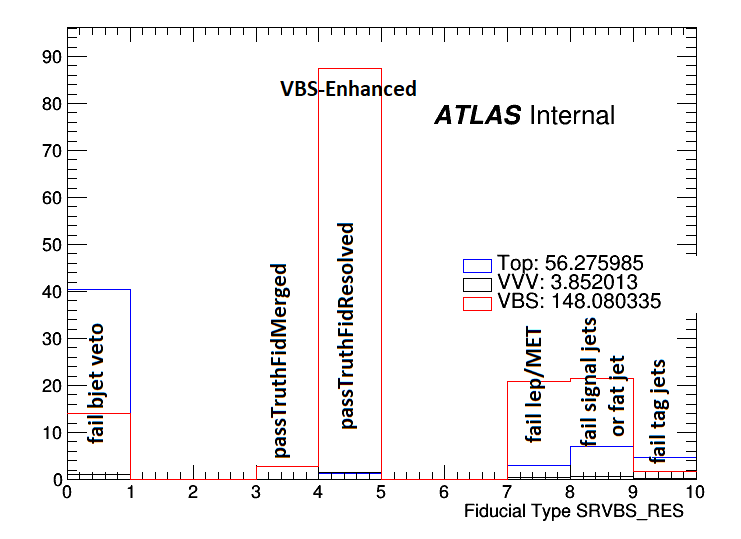 90
80
70
60
50
40
30
20
10
0
VBS-Enhanced
ATLAS Internal
Top: 56.275985
VVV: 3.852013
VBS: 148.080335
fail bjet veto
passTruthFidMerged
passTruthFidResolved
fail lep/MET
fail signal jets
or fat jet
fail tag jets
0 1 2 3 4 5 6 7 8 9 10
Fiducial Type SRVBS_RES